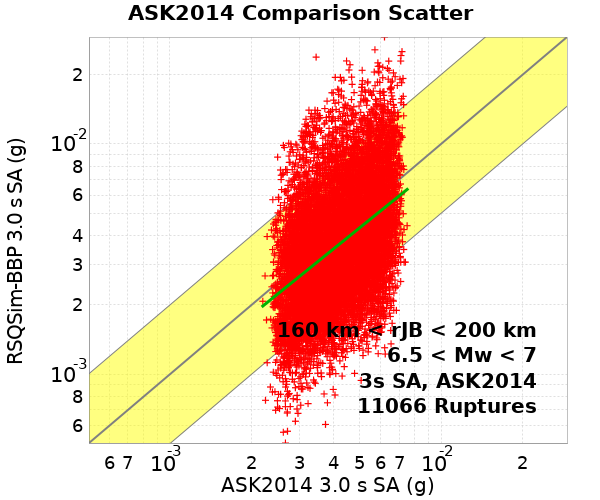 ASK2014 Comparison Scatter
RSQSim-BBP 3.0 s SA (g)
2
10-2
8
6
4
3
2
10-3
8
6
160 km < rJB < 200 km
6.5 < Mw < 7
3s SA, ASK2014
11066 Ruptures
6 7 10-3 2 3 4 5 6 7 10-2 2
ASK2014 3.0 s SA (g)